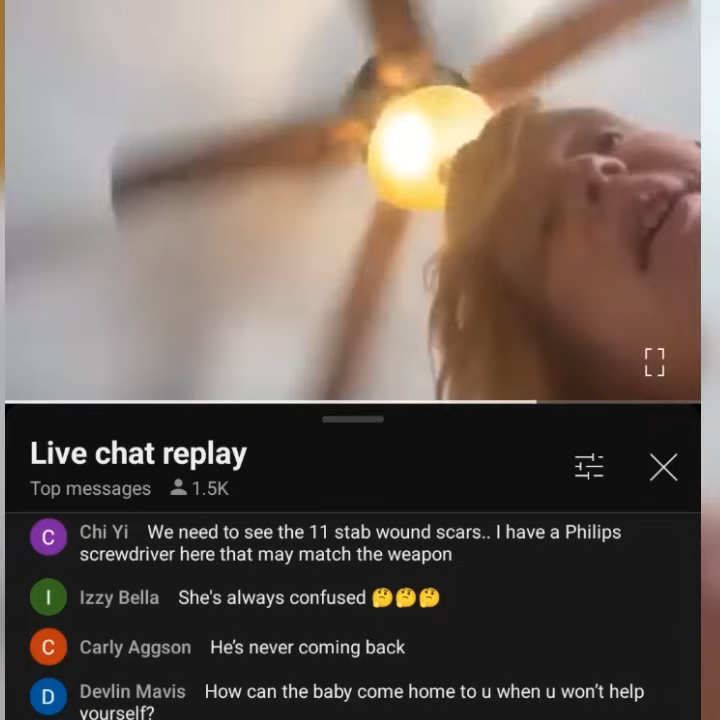 Live chat replay
Top messages 1.5K
C Chi Yi We need to see the 11 stab wound scars.. I have a Philips
screwdriver here that may match the weapon
I Izzy Bella She's always confused 🤔🤔🤔
C Carly Aggson He's never coming back
D Devlin Mavis How can the baby come home to u when u won't help
yourself?